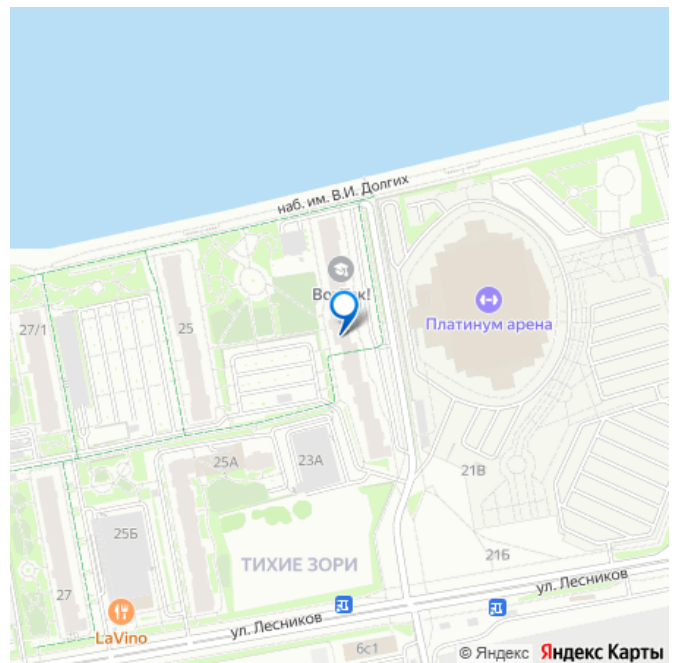 наб. им. В.И. Долгих
Платинум арена
27/1
25
25А
23А
21В
25Б
ТИХИЕ ЗОРИ
21Б
27
ул. Лесников
LaVino
ул. Лесников
6с1
© Яндекс Яндекс Карты